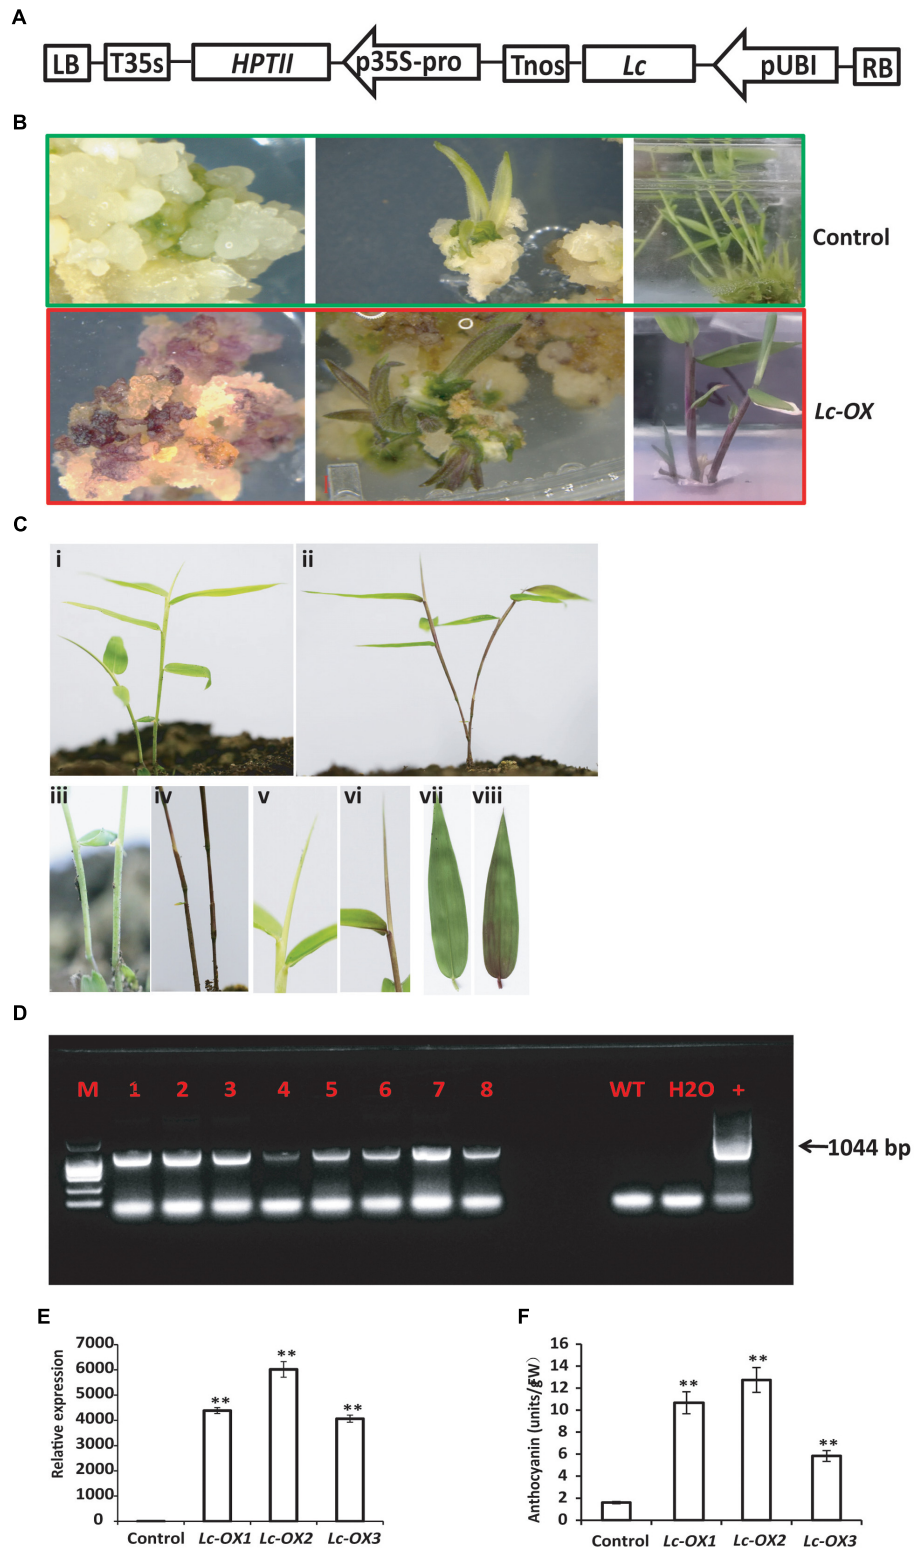 A
LB T35s HPTII p35S-pro Tnos Lc pUBI RB
B
Control
Lc-OX
C
i ii
iii iv v vi vii viii
D
M 1 2 3 4 5 6 7 8 WT H2O +
1044 bp
E
Relative expression
7000
6000
5000
4000
3000
2000
1000
0
** ** **
Control Lc-OX1 Lc-OX2 Lc-OX3
F
Anthocyanin (units/gFW)
16
14
12
10
8
6
4
2
0
** ** **
Control Lc-OX1 Lc-OX2 Lc-OX3